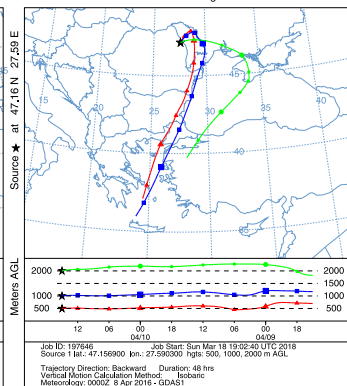 Source ★ at 47.16 N 27.59 E
15
20
25
30
35
40
45
40
Meters AGL
2000
1500
1000
500
2000
1000
500
12 06 00 18 12 06 00 18
04/10 04/09
Job ID: 197646 Job Start: Sun Mar 18 19:02:40 UTC 2018
Source 1 lat.: 47.156900 lon.: 27.590300 hgts: 500, 1000, 2000 m AGL
Trajectory Direction: Backward Duration: 48 hrs
Vertical Motion Calculation Method: Isobaric
Meteorology: 0000Z 8 Apr 2016 - GDAS1